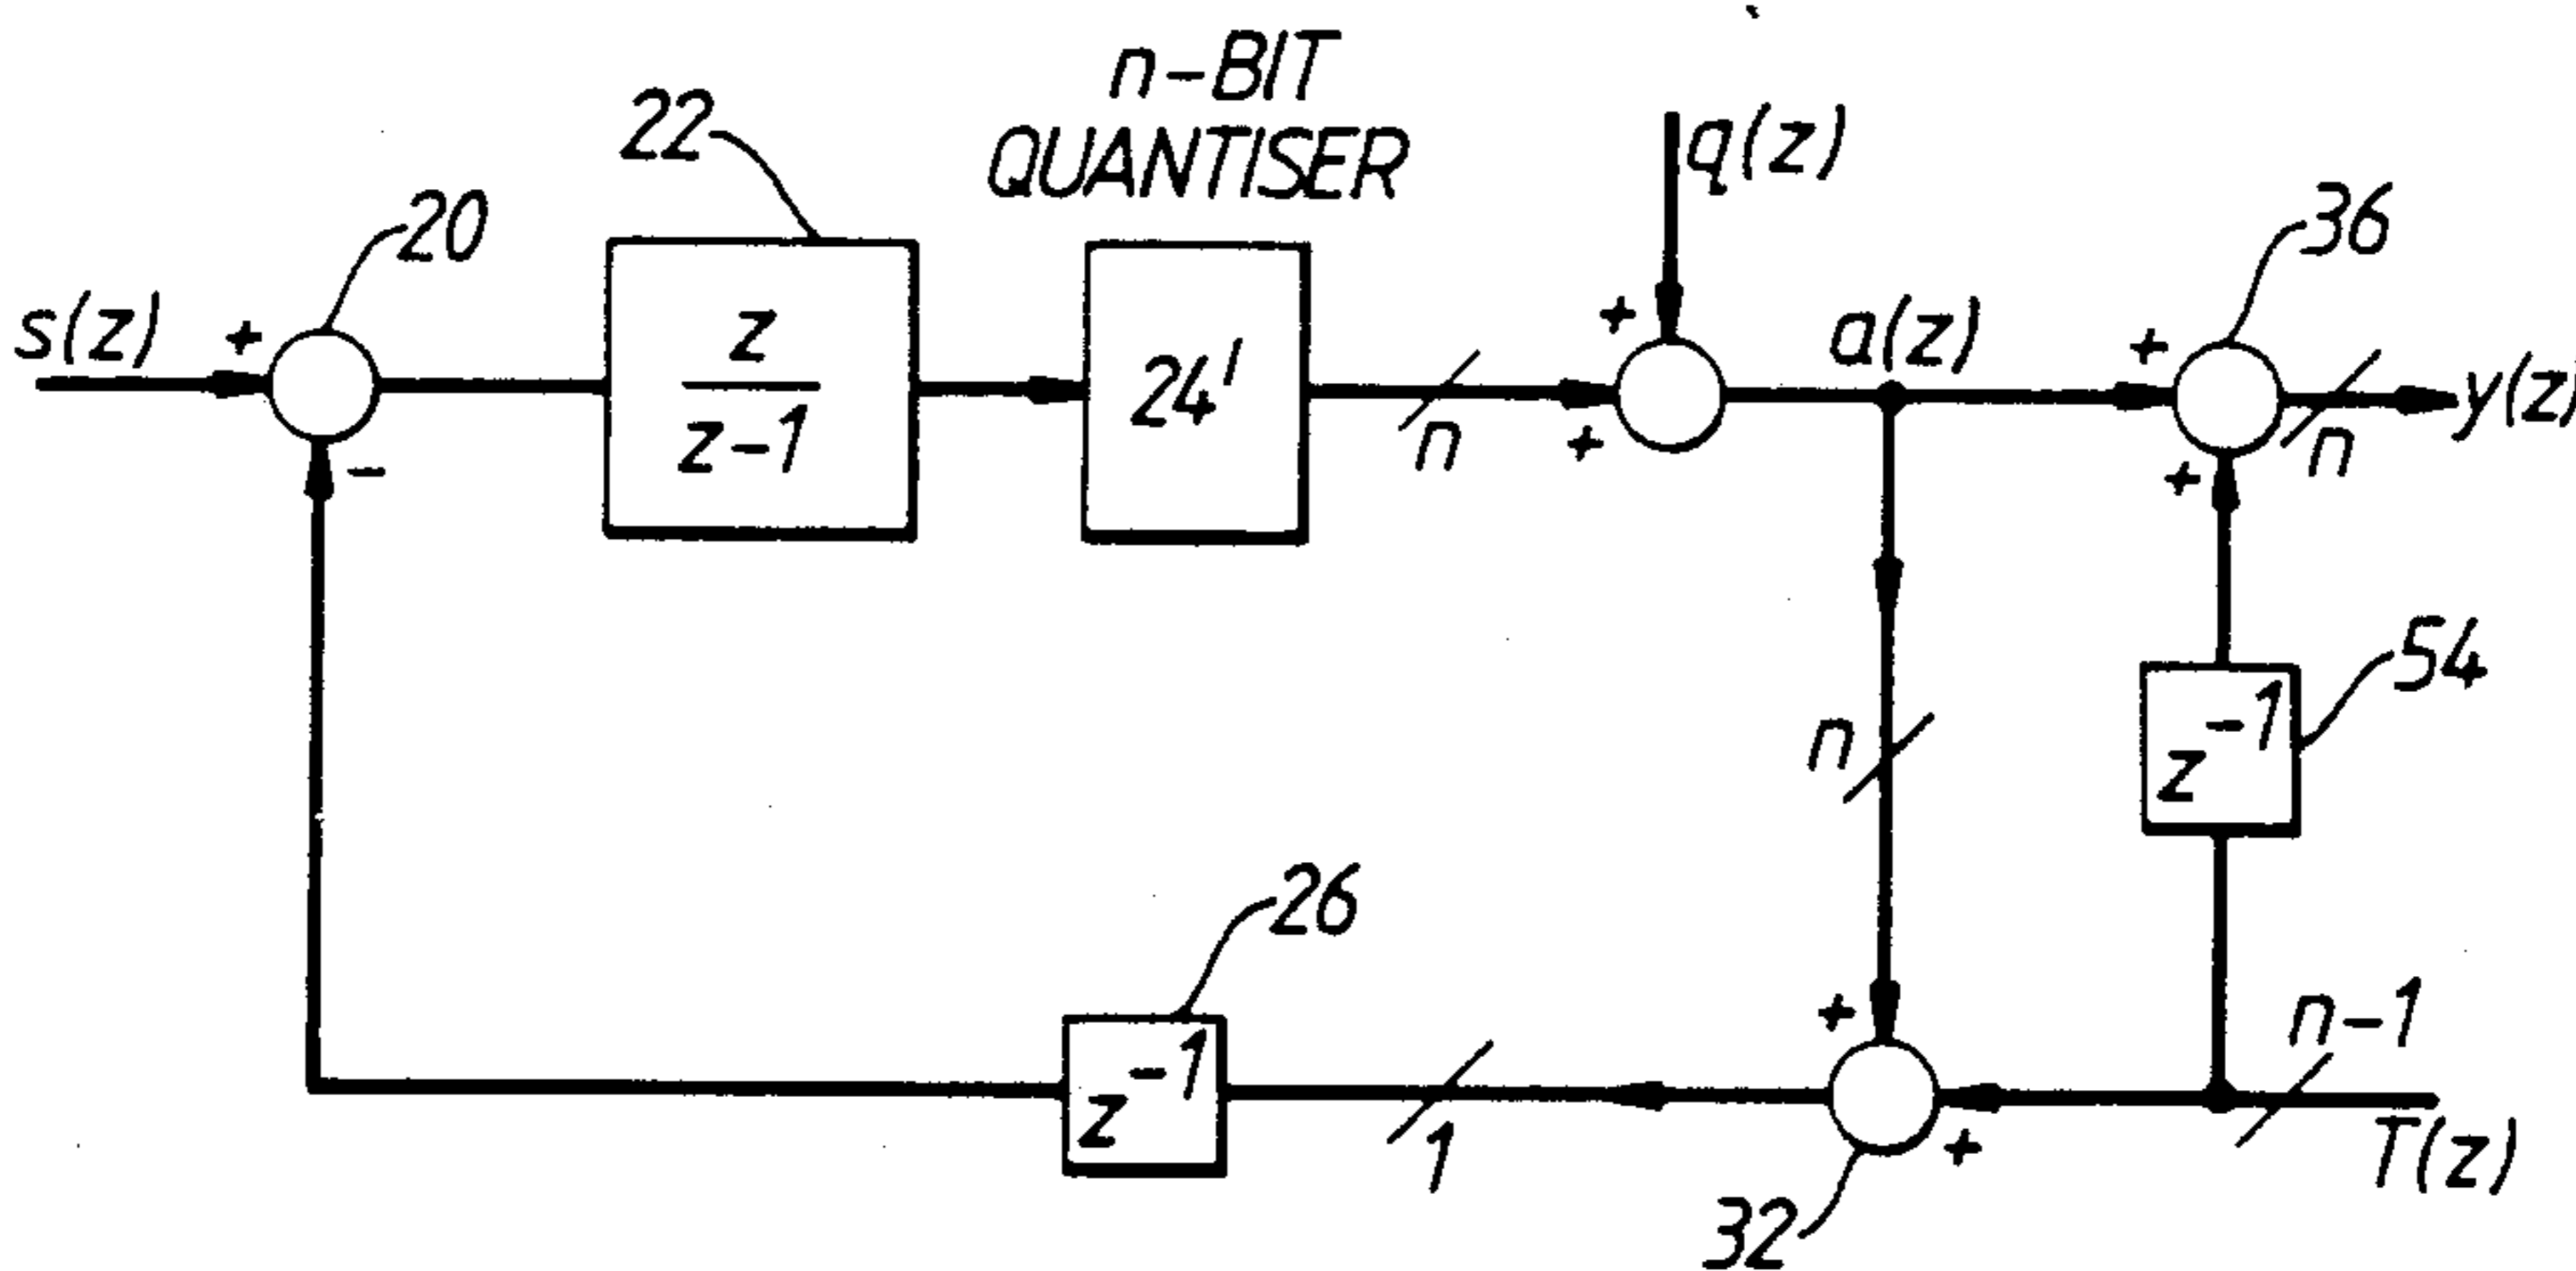 n-BIT
QUANTISER
22
q(z)
20
36
s(z)
+
z
z-1
24'
+
a(z)
+
y(z)
n
+
n
+
-
54
n
z⁻¹
26
+
n-1
z⁻¹
1
+
T(z)
32